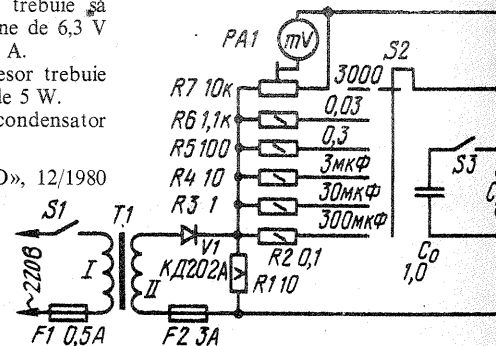 trebuie să
ne de 6,3 V
A.
esor trebuie
de 5 W.
condensator
O», 12/1980
PA1
mV
S2
R7 10к
3000
R6 1,1к
0,03
R5 100
0,3
R4 10
3мкФ
R3 1
30мкФ
300мкФ
S3
S1
T1
V1
КД202А
R2 0,1
R1 10
C0
1,0
~220В
I
II
F1 0,5А
F2 3А